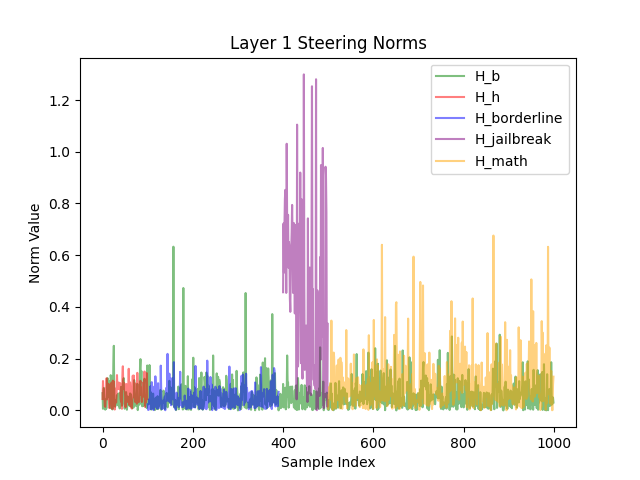 Layer 1 Steering Norms
H_b
H_h
H_borderline
H_jailbreak
H_math
Norm Value
1.2
1.0
0.8
0.6
0.4
0.2
0.0
0 200 400 600 800 1000
Sample Index